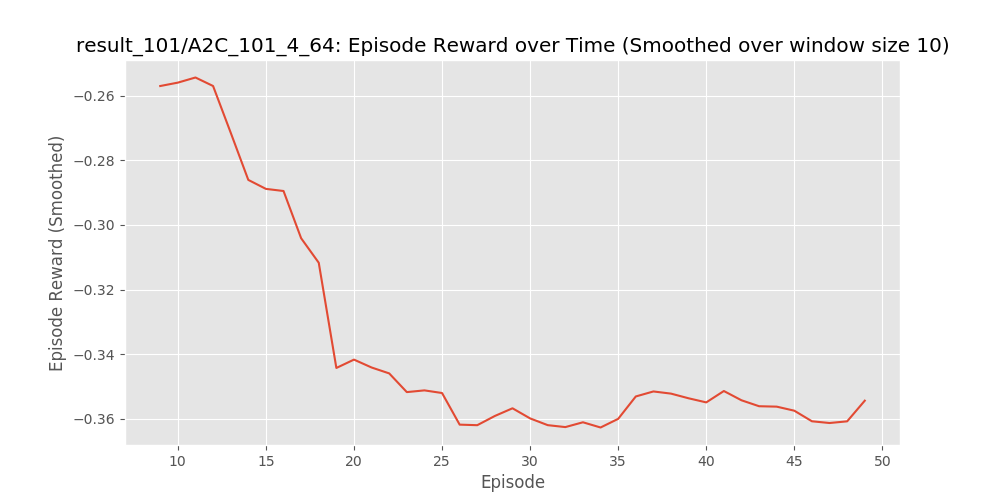 result_101/A2C_101_4_64: Episode Reward over Time (Smoothed over window size 10)
Episode Reward (Smoothed)
−0.26
−0.28
−0.30
−0.32
−0.34
−0.36
10 15 20 25 30 35 40 45 50
Episode